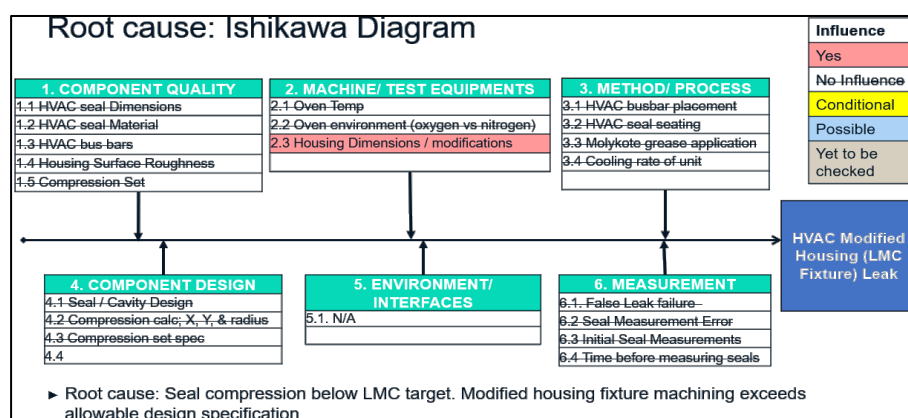 Root cause: Ishikawa Diagram
Influence
Yes
No Influence
Conditional
Possible
Yet to be
checked
1. COMPONENT QUALITY
1.1 HVAC seal Dimensions
1.2 HVAC seal Material
1.3 HVAC bus bars
1.4 Housing Surface Roughness
1.5 Compression Set
2. MACHINE/ TEST EQUIPMENTS
2.1 Oven Temp
2.2 Oven environment (oxygen vs nitrogen)
2.3 Housing Dimensions / modifications
3. METHOD/ PROCESS
3.1 HVAC busbar placement
3.2 HVAC seal seating
3.3 Molykote grease application
3.4 Cooling rate of unit
HVAC Modified
Housing (LMC
Fixture) Leak
4. COMPONENT DESIGN
4.1 Seal / Cavity Design
4.2 Compression calc; X, Y, & radius
4.3 Compression set spec
4.4
5. ENVIRONMENT/
INTERFACES
5.1. N/A
6. MEASUREMENT
6.1. False Leak failure
6.2 Seal Measurement Error
6.3 Initial Seal Measurements
6.4 Time before measuring seals
► Root cause: Seal compression below LMC target. Modified housing fixture machining exceeds
allowable design specification